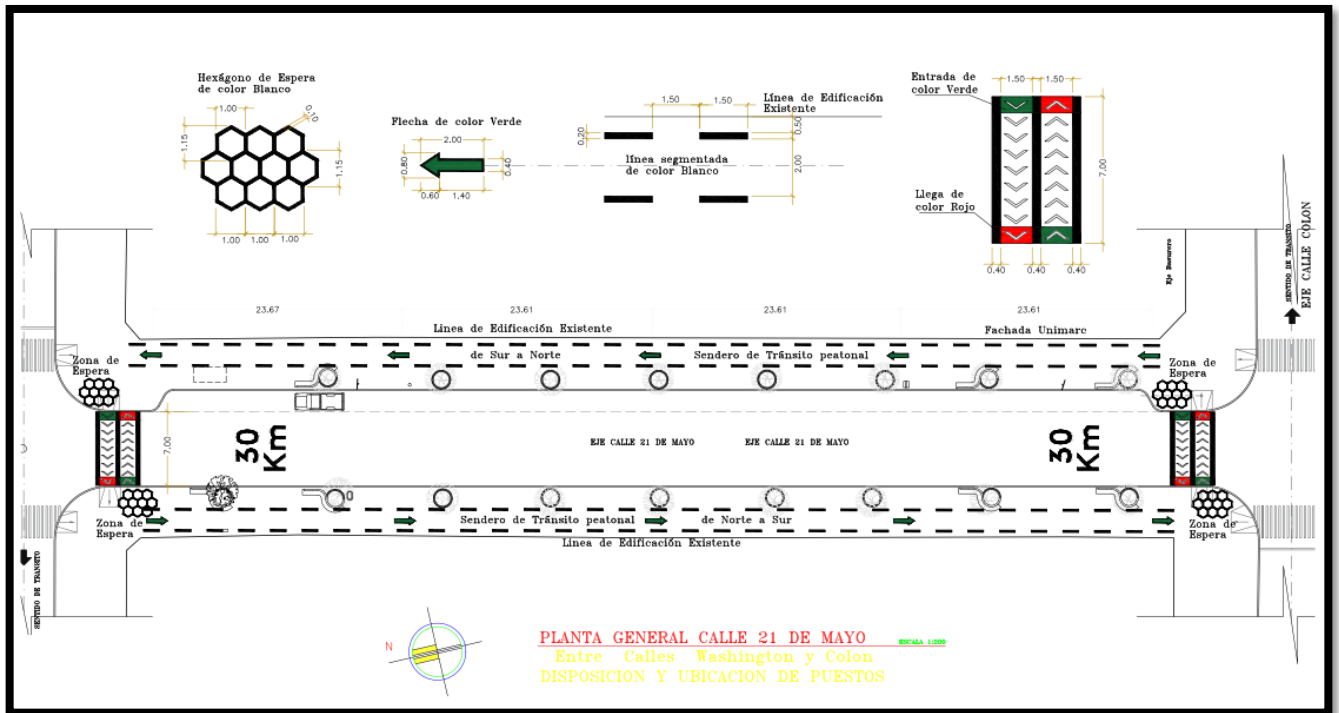 Hexágono de Espera
de color Blanco
1.00
0.10
1.15
1.15
1.00
1.00
1.00
Flecha de color Verde
2.00
0.80
0.40
0.60
1.40
1.50
1.50
Línea de Edificación
Existente
0.20
0.50
línea segmentada
de color Blanco
2.00
Entrada de
color Verde
1.50
1.50
7.00
Llega de
color Rojo
0.40
0.40
0.40
SENTIDO DE TRANSITO
EJE CALLE COLON
23.67
23.61
23.61
23.61
Linea de Edificación Existente
Fachada Unimarc
Zona de
Espera
de Sur a Norte
Sendero de Tránsito peatonal
Zona de
Espera
7.00
30
Km
EJE CALLE 21 DE MAYO
EJE CALLE 21 DE MAYO
30
Km
Zona de
Espera
Sendero de Tránsito peatonal
de Norte a Sur
Zona de
Espera
Linea de Edificación Existente
SENTIDO DE TRANSITO
N
PLANTA GENERAL CALLE 21 DE MAYO
ESCALA 1:200
Entre Calles Washington y Colon
DISPOSICION Y UBICACION DE PUESTOS